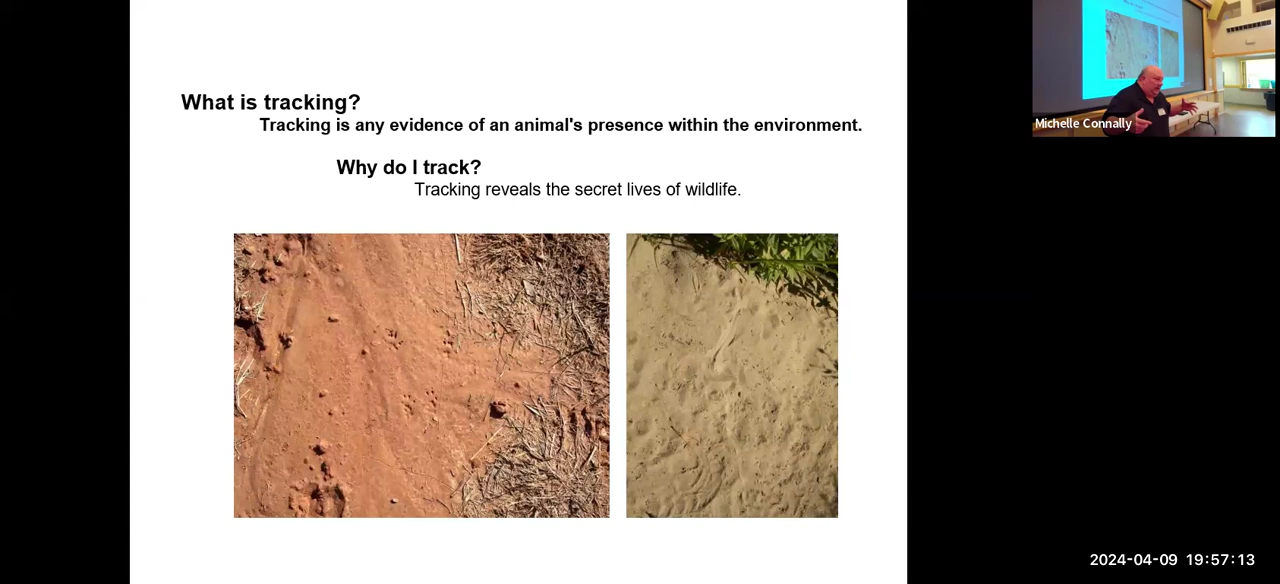 What is tracking?
Tracking is any evidence of an animal's presence within the environment.
Why do I track?
Tracking reveals the secret lives of wildlife.
Michelle Connally
2024-04-09 19:57:13